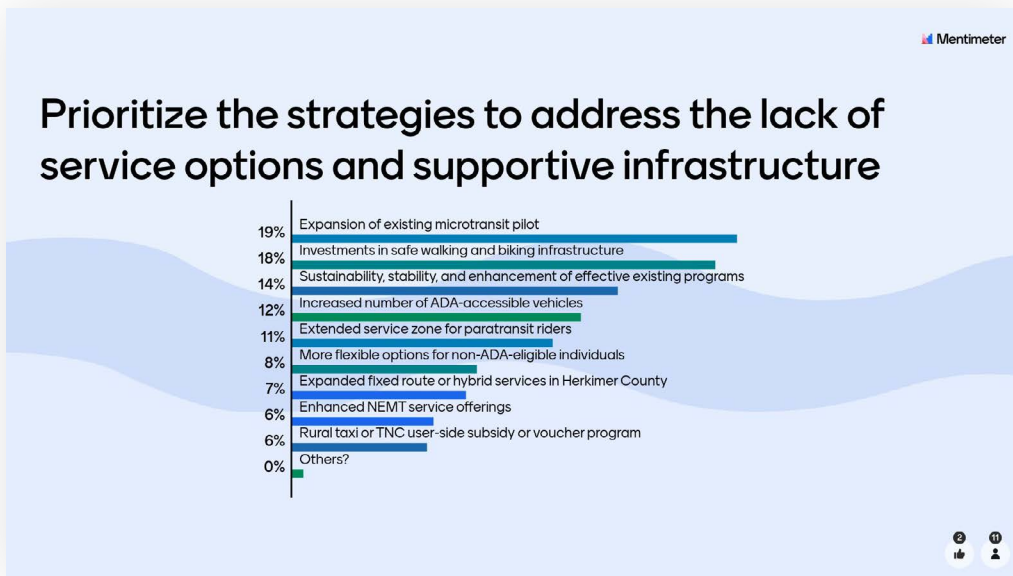 Mentimeter
Prioritize the strategies to address the lack of
service options and supportive infrastructure
19%
Expansion of existing microtransit pilot
18%
Investments in safe walking and biking infrastructure
14%
Sustainability, stability, and enhancement of effective existing programs
12%
Increased number of ADA-accessible vehicles
11%
Extended service zone for paratransit riders
8%
More flexible options for non-ADA-eligible individuals
7%
Expanded fixed route or hybrid services in Herkimer County
6%
Enhanced NEMT service offerings
6%
Rural taxi or TNC user-side subsidy or voucher program
0%
Others?
2
11